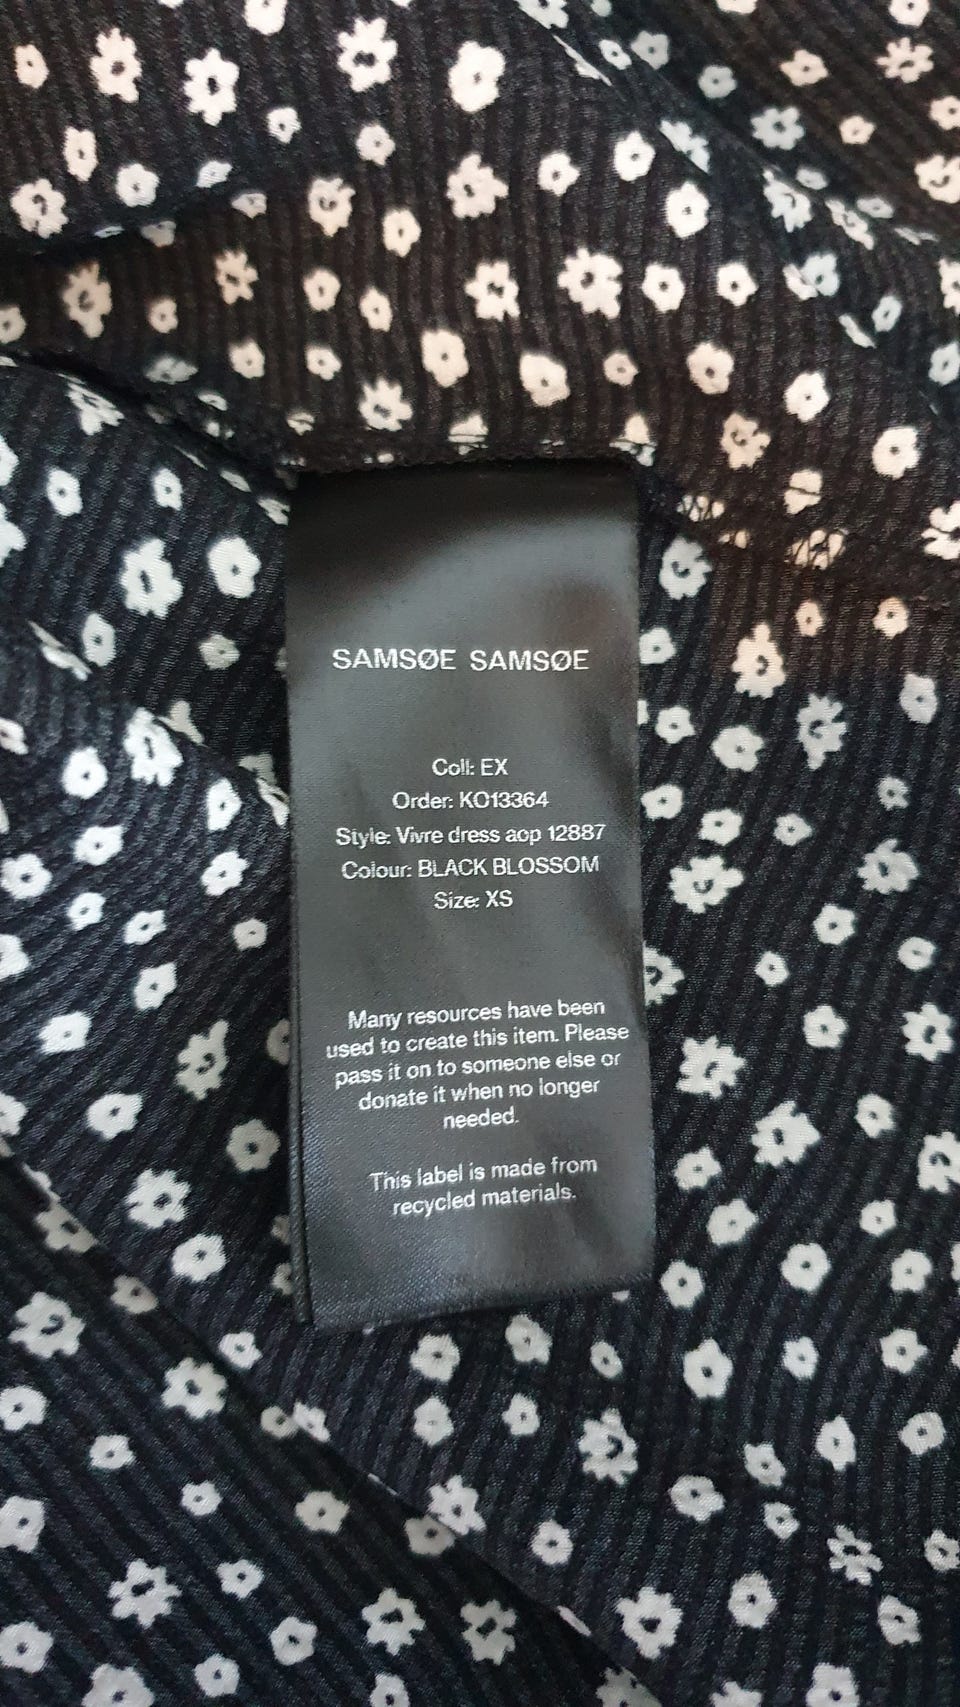 SAMSØE SAMSØE
Coll: EX
Order: KO13364
Style: Vivre dress aop 12887
Colour: BLACK BLOSSOM
Size: XS
Many resources have been
used to create this item. Please
pass it on to someone else or
donate it when no longer
needed.
This label is made from
recycled materials.